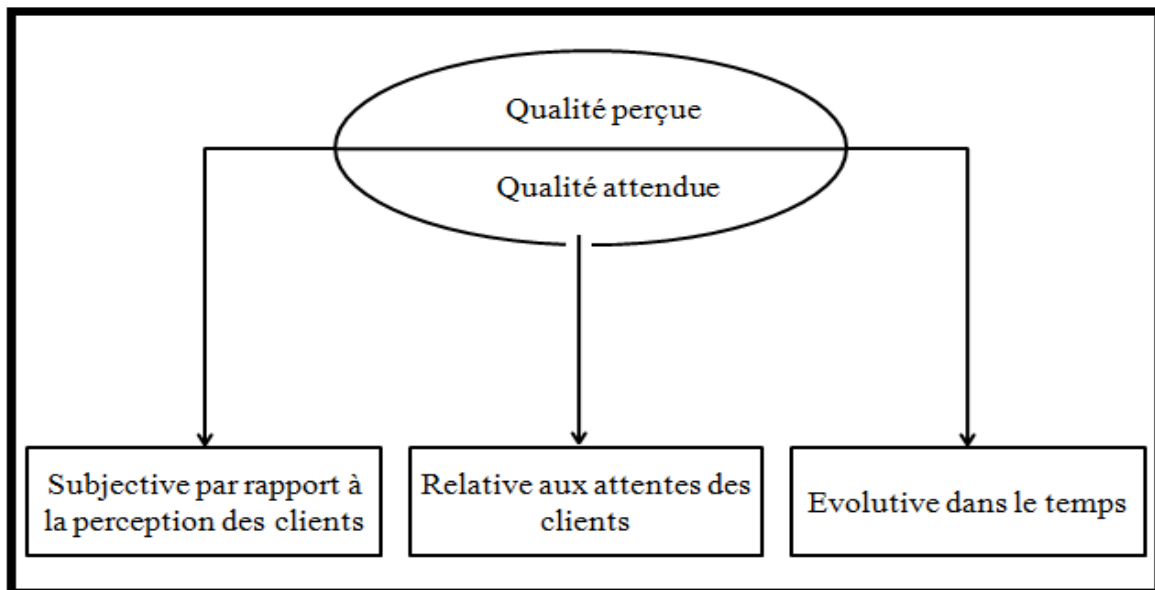 Qualité perçue
Qualité attendue
Subjective par rapport à
la perception des clients
Relative aux attentes des
clients
Evolutive dans le temps